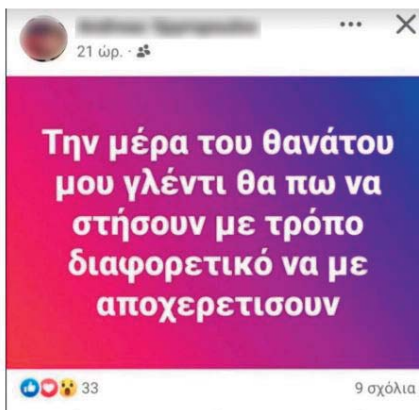 21 ώρ. ·
Την μέρα του θανάτου
μου γλέντι θα πω να
στήσουν με τρόπο
διαφορετικό να με
αποχερετισουν
33
9 σχόλια